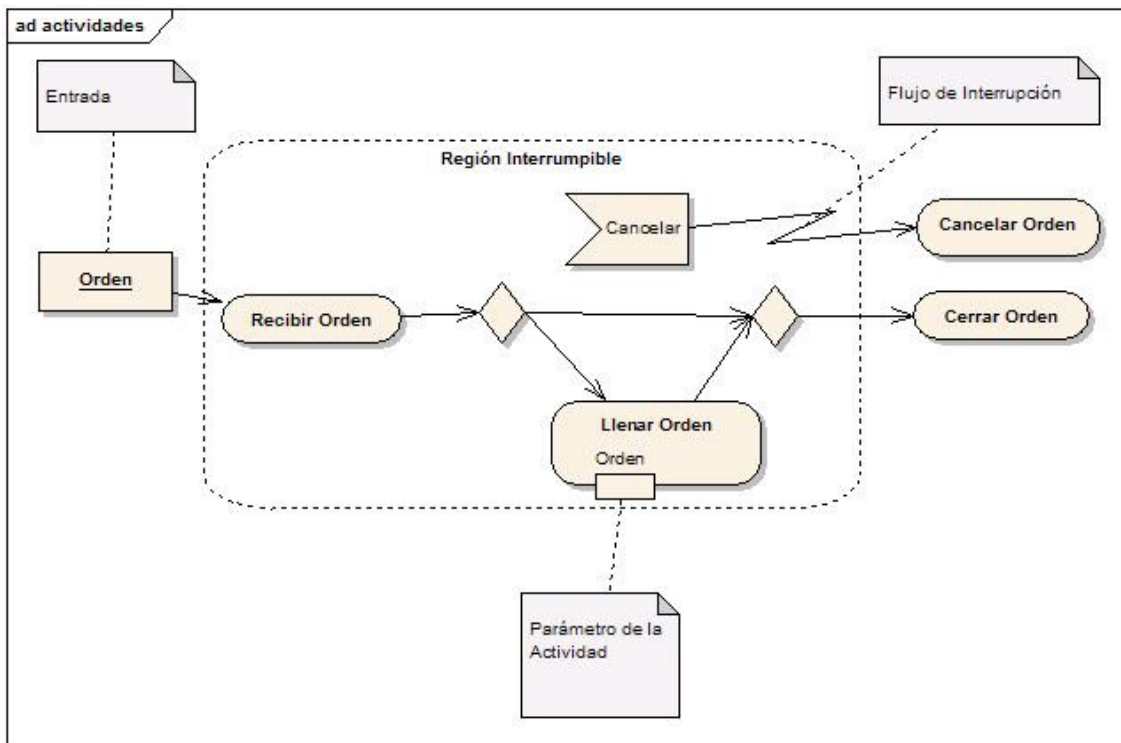 ad actividades
Entrada
Flujo de Interrupción
Región Interrumpible
Cancelar
Cancelar Orden
Orden
Recibir Orden
Cerrar Orden
Llenar Orden
Orden
Parámetro de la
Actividad